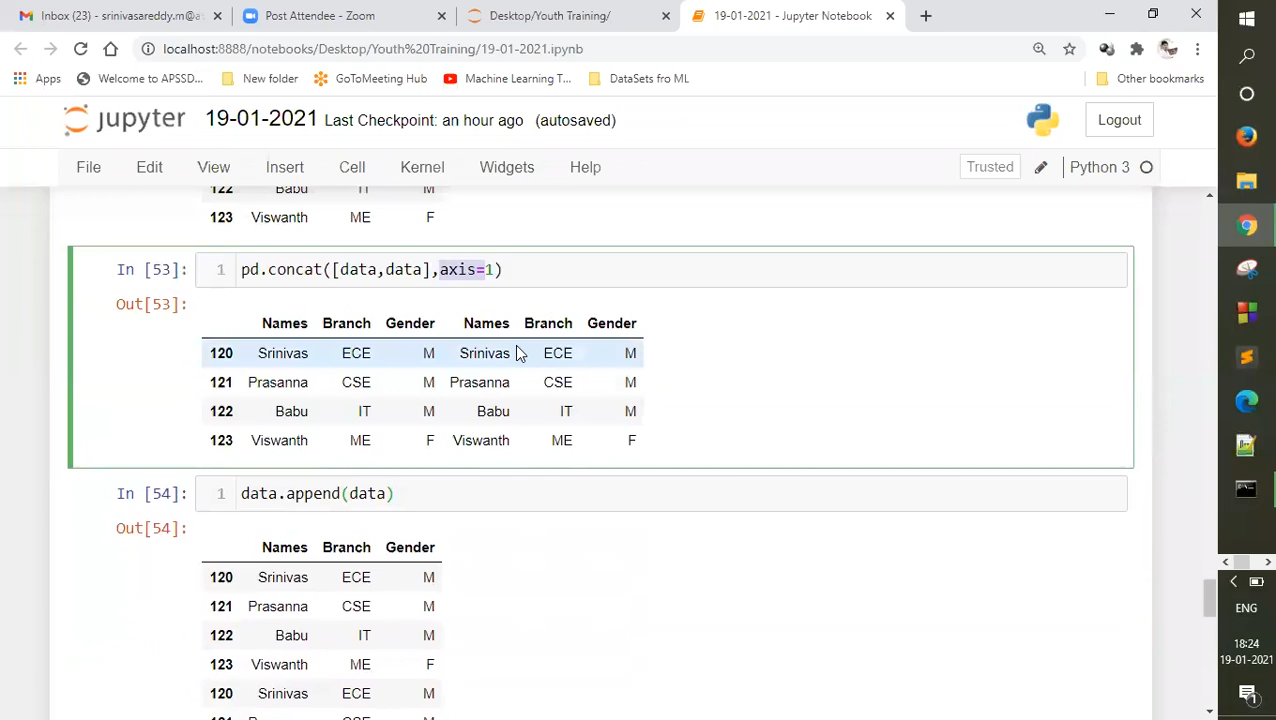 Inbox (23) - srinivasareddy.m@a
Post Attendee - Zoom
Desktop/Youth Training/
19-01-2021 - Jupyter Notebook
localhost:8888/notebooks/Desktop/Youth%20Training/19-01-2021.ipynb
Apps
Welcome to APSSD...
New folder
GoToMeeting Hub
Machine Learning T...
DataSets fro ML
Other bookmarks
jupyter 19-01-2021 Last Checkpoint: an hour ago (autosaved)
Logout
File Edit View Insert Cell Kernel Widgets Help
Trusted Python 3
122 Babu IT M
123 Viswanth ME F
In [53]: 1 pd.concat([data,data],axis=1)
Out[53]:
Names Branch Gender Names Branch Gender
120 Srinivas ECE M Srinivas ECE M
121 Prasanna CSE M Prasanna CSE M
122 Babu IT M Babu IT M
123 Viswanth ME F Viswanth ME F
In [54]: 1 data.append(data)
Out[54]:
Names Branch Gender
120 Srinivas ECE M
121 Prasanna CSE M
122 Babu IT M
123 Viswanth ME F
120 Srinivas ECE M
ENG
18:24
19-01-2021
1